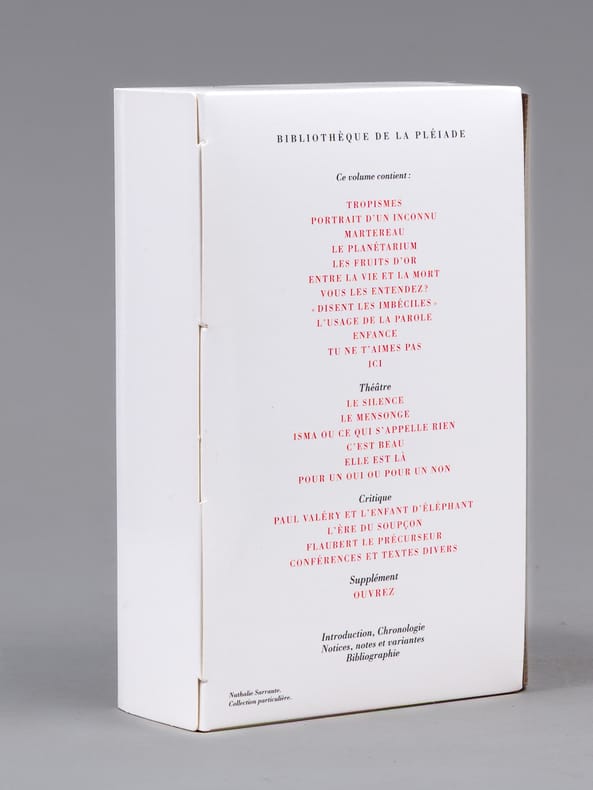 BIBLIOTHÈQUE DE LA PLÉIADE
Ce volume contient :
TROPISMES
PORTRAIT D'UN INCONNU
MARTEREAU
LE PLANÉTARIUM
LES FRUITS D'OR
ENTRE LA VIE ET LA MORT
VOUS LES ENTENDEZ ?
« DISENT LES IMBÉCILES »
L'USAGE DE LA PAROLE
ENFANCE
TU NE T'AIMES PAS
ICI
Théâtre
LE SILENCE
LE MENSONGE
ISMA OU CE QUI S'APPELLE RIEN
C'EST BEAU
ELLE EST LÀ
POUR UN OUI OU POUR UN NON
Critique
PAUL VALÉRY ET L'ENFANT D'ÉLÉPHANT
L'ÈRE DU SOUPÇON
FLAUBERT LE PRÉCURSEUR
CONFÉRENCES ET TEXTES DIVERS
Supplément
OUVREZ
Introduction, Chronologie
Notices, notes et variantes
Bibliographie
Nathalie Sarraute.
Collection particulière.